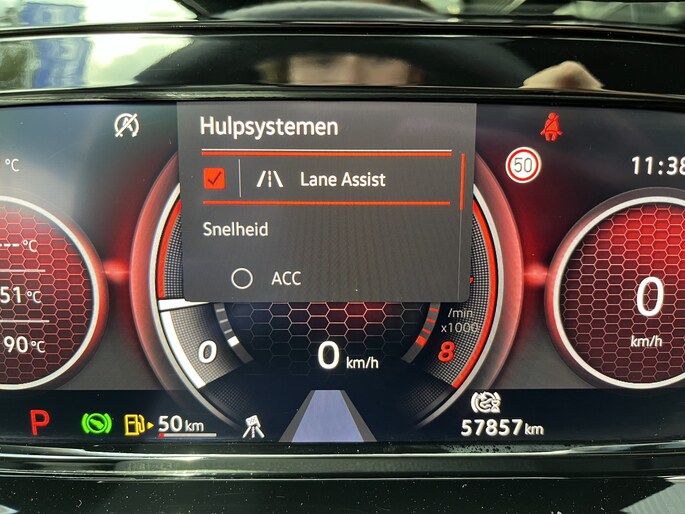 Hulpsystemen
°C
50
11:38
Lane Assist
--- °C
Snelheid
51 °C
ACC
0
/min
x1000
90 °C
0
0 km/h
8
km/h
P
50 km
57857 km